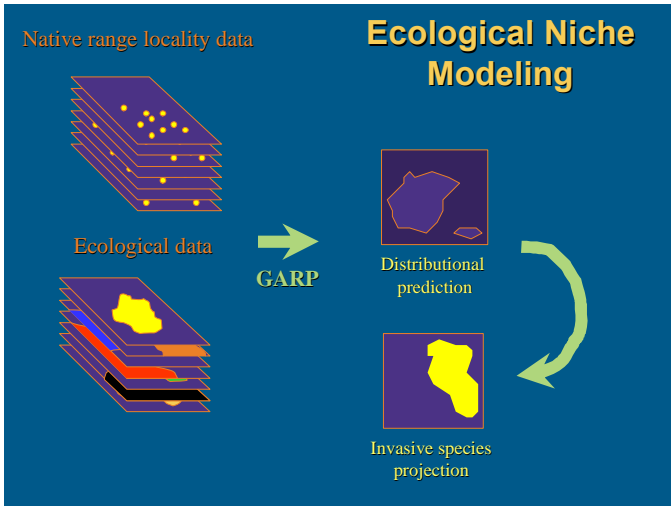 Ecological Niche
Modeling
Native range locality data
Ecological data
GARP
Distributional
prediction
Invasive species
projection